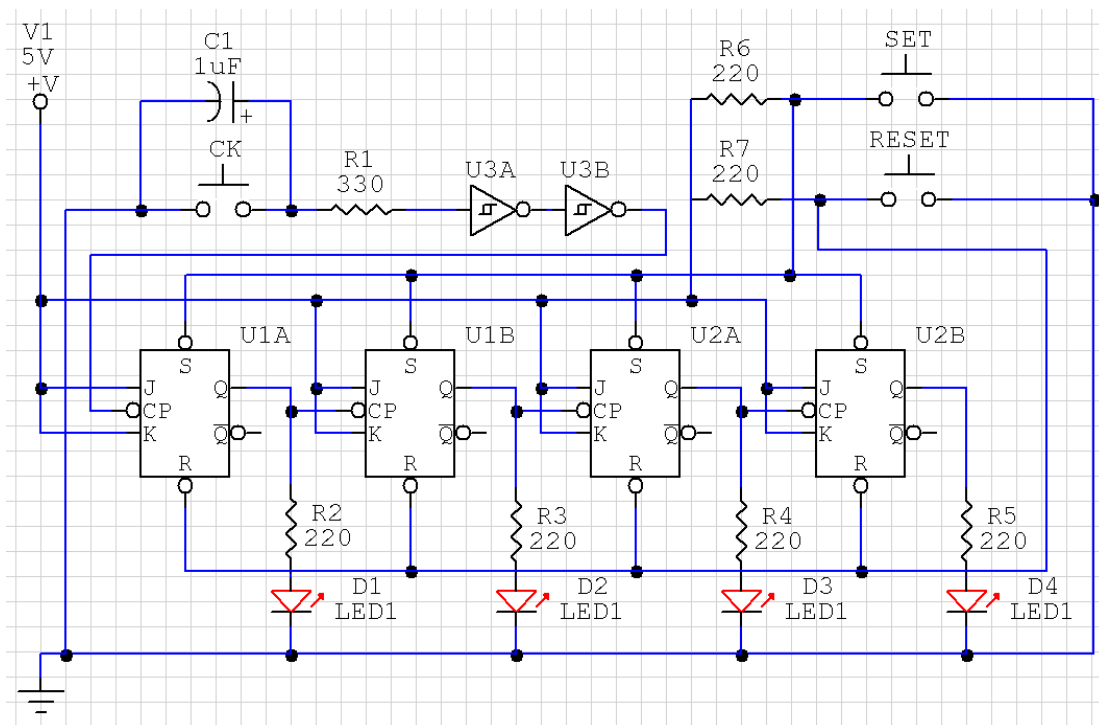 V1
5V
+V
C1
1uF
+
CK
R1
330
U3A
U3B
R6
220
SET
R7
220
RESET
U1A
S
J
Q
CP
K
Q
R
U1B
S
J
Q
CP
K
Q
R
U2A
S
J
Q
CP
K
Q
R
U2B
S
J
Q
CP
K
Q
R
R2
220
R3
220
R4
220
R5
220
D1
LED1
D2
LED1
D3
LED1
D4
LED1